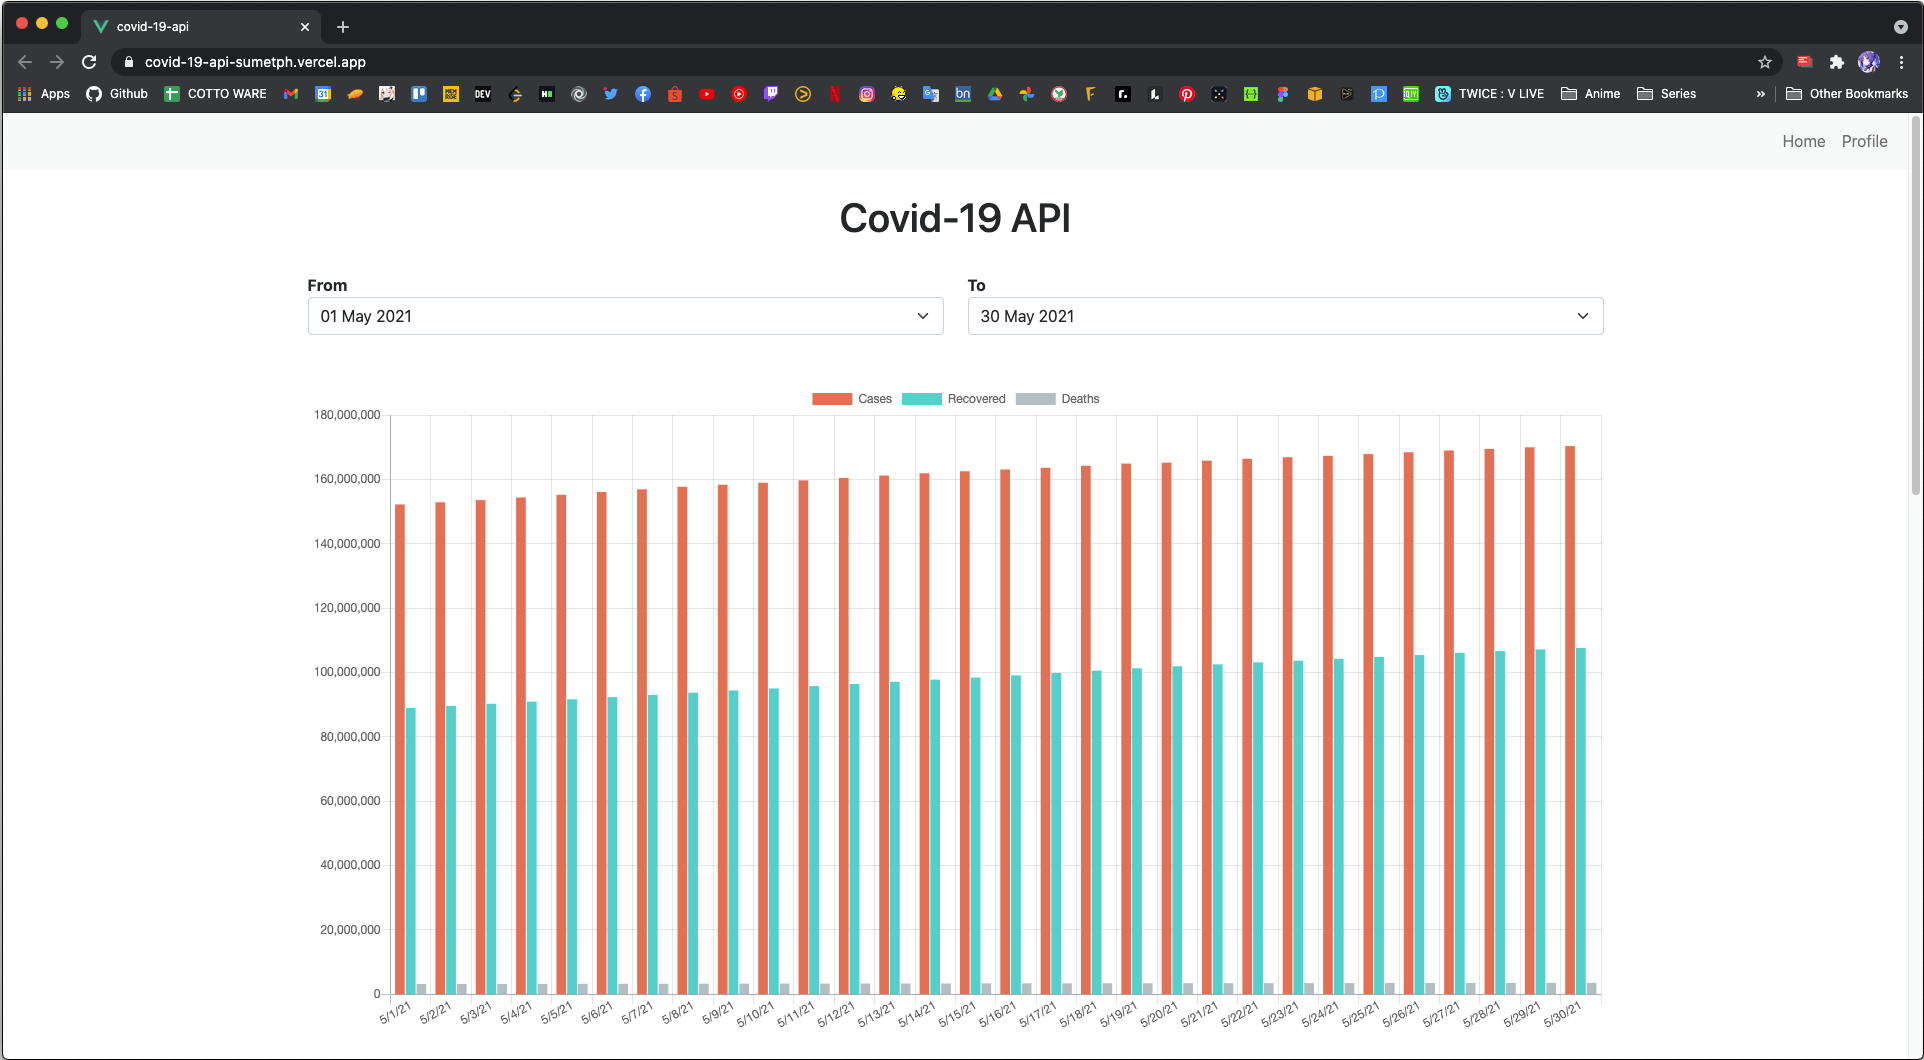 covid-19-api
covid-19-api-sumetph.vercel.app
Apps Github COTTO WARE 31 MEM RISE DEV bn TWICE : V LIVE Anime Series » Other Bookmarks
Home Profile
Covid-19 API
From To
01 May 2021 30 May 2021
Cases Recovered Deaths
180,000,000
160,000,000
140,000,000
120,000,000
100,000,000
80,000,000
60,000,000
40,000,000
20,000,000
0
5/1/21 5/2/21 5/3/21 5/4/21 5/5/21 5/6/21 5/7/21 5/8/21 5/9/21 5/10/21 5/11/21 5/12/21 5/13/21 5/14/21 5/15/21 5/16/21 5/17/21 5/18/21 5/19/21 5/20/21 5/21/21 5/22/21 5/23/21 5/24/21 5/25/21 5/26/21 5/27/21 5/28/21 5/29/21 5/30/21